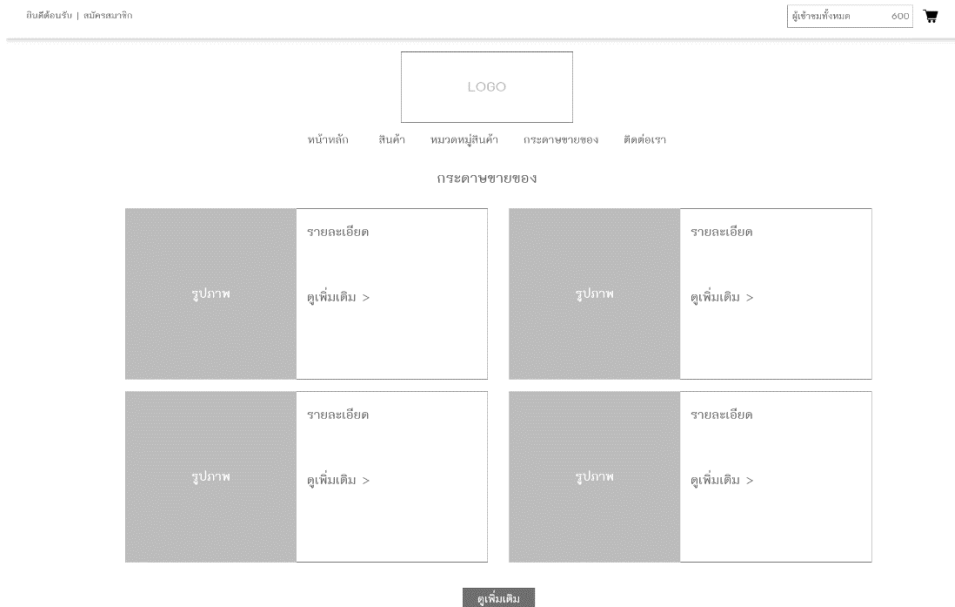 ยินดีต้อนรับ | สมัครสมาชิก
ผู้เข้าชมทั้งหมด 600
LOGO
หน้าหลัก สินค้า หมวดหมู่สินค้า กระดาษขายของ ติดต่อเรา
กระดาษขายของ
รูปภาพ
รายละเอียด
ดูเพิ่มเติม >
รูปภาพ
รายละเอียด
ดูเพิ่มเติม >
รูปภาพ
รายละเอียด
ดูเพิ่มเติม >
รูปภาพ
รายละเอียด
ดูเพิ่มเติม >
ดูเพิ่มเติม